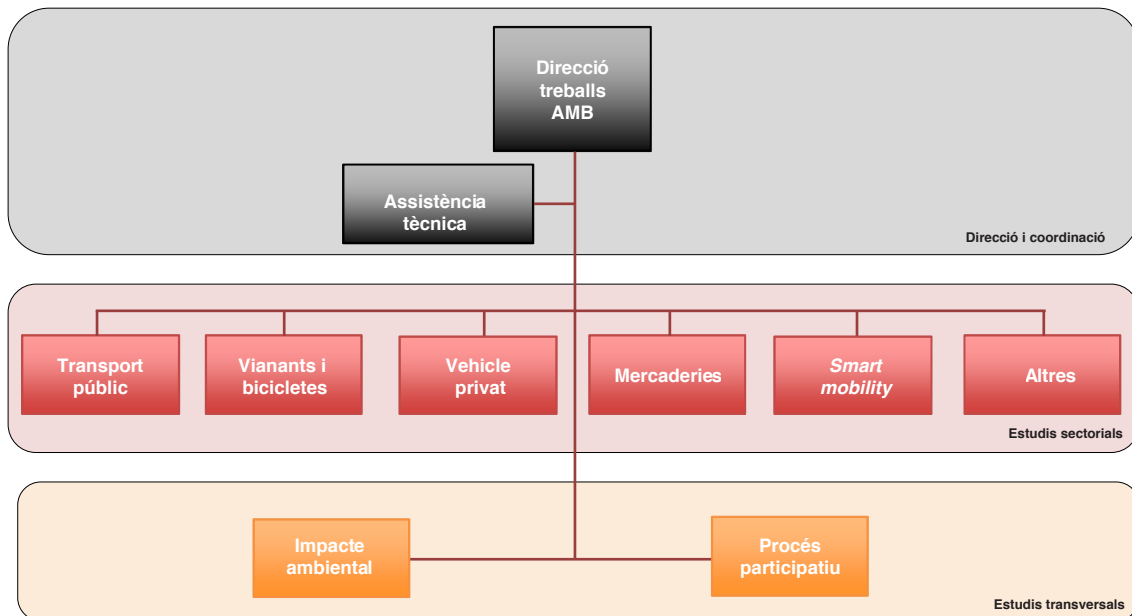 Direcció
treballs
AMB
Assistència
tècnica
Direcció i coordinació
Transport
públic
Vianants i
bicicletes
Vehicle
privat
Mercaderies
Smart
mobility
Altres
Estudis sectorials
Impacte
ambiental
Procés
participatiu
Estudis transversals